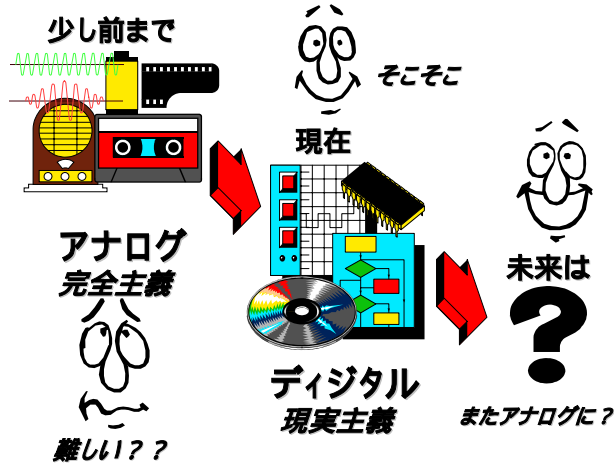 少し前まで
アナログ
完全主義
難しい？？
そこそこ
現在
ディジタル
現実主義
未来は
?
またアナログに？